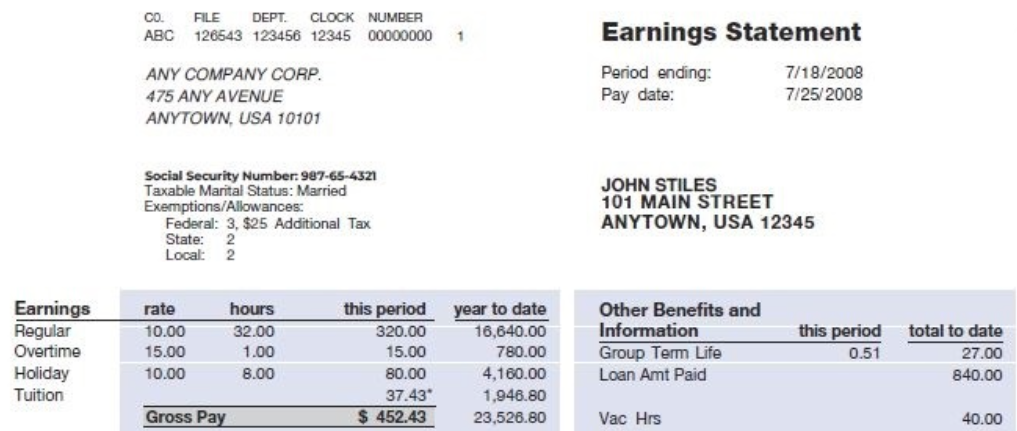 CO. FILE DEPT. CLOCK NUMBER
ABC 126543 123456 12345 00000000 1
Earnings Statement
Period ending: 7/18/2008
Pay date: 7/25/2008
ANY COMPANY CORP.
475 ANY AVENUE
ANYTOWN, USA 10101
Social Security Number: 987-65-4321
Taxable Marital Status: Married
Exemptions/Allowances:
Federal: 3, $25 Additional Tax
State: 2
Local: 2
JOHN STILES
101 MAIN STREET
ANYTOWN, USA 12345
Earnings rate hours this period year to date
Regular 10.00 32.00 320.00 16,640.00
Overtime 15.00 1.00 15.00 780.00
Holiday 10.00 8.00 80.00 4,160.00
Tuition 37.43* 1,946.80
Gross Pay $ 452.43 23,526.80
Other Benefits and
Information this period total to date
Group Term Life 0.51 27.00
Loan Amt Paid 840.00
Vac Hrs 40.00